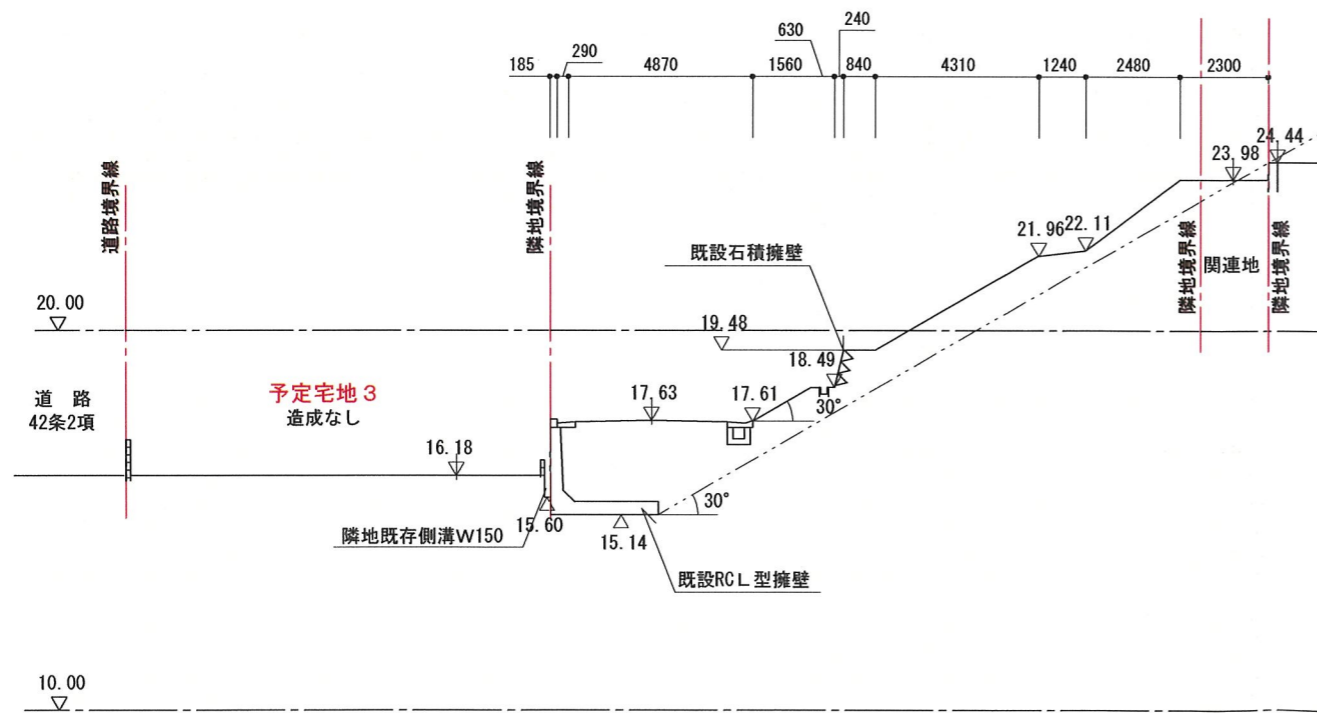 240
630
290
185
4870
1560
840
4310
1240
2480
2300
24.44
23.98
道路境界線
隣地境界線
21.96
22.11
既設石積擁壁
隣地境界線
関連地
隣地境界線
20.00
19.48
18.49
予定宅地3
造成なし
道 路
42条2項
17.63
17.61
30°
16.18
30°
15.60
隣地既存側溝W150
15.14
既設RCL型擁壁
10.00